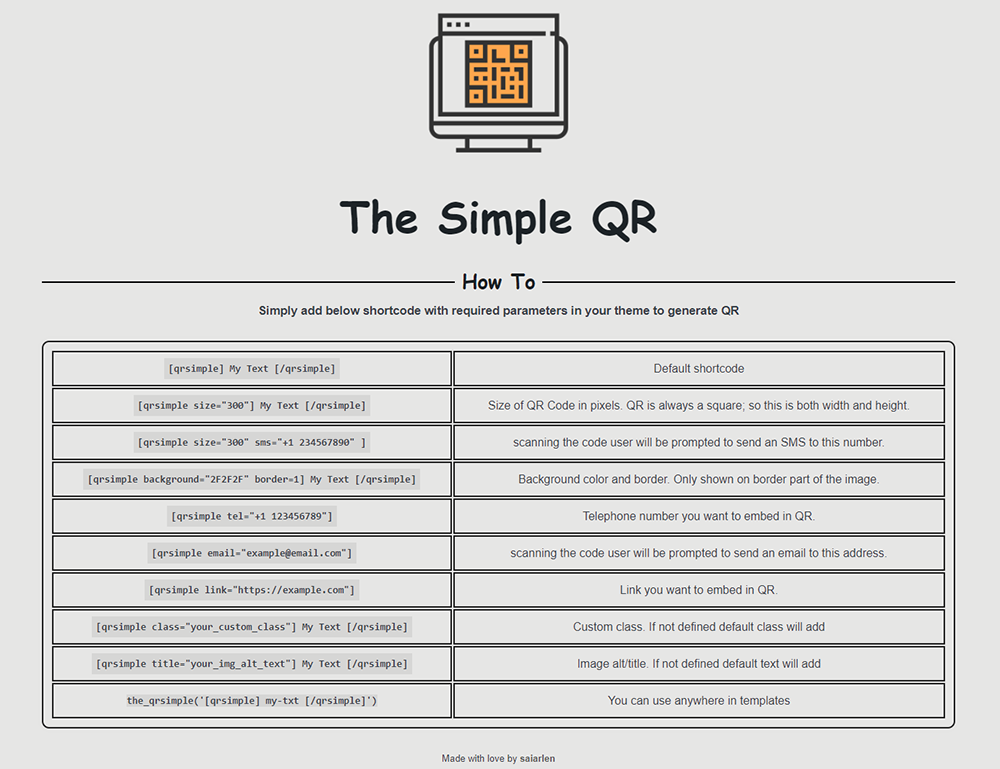 The Simple QR
How To
Simply add below shortcode with required parameters in your theme to generate QR
[qrsimple] My Text [/qrsimple]
Default shortcode
[qrsimple size="300"] My Text [/qrsimple]
Size of QR Code in pixels. QR is always a square; so this is both width and height.
[qrsimple size="300" sms="+1 234567890" ]
scanning the code user will be prompted to send an SMS to this number.
[qrsimple background="2F2F2F" border=1] My Text [/qrsimple]
Background color and border. Only shown on border part of the image.
[qrsimple tel="+1 123456789"]
Telephone number you want to embed in QR.
[qrsimple email="example@email.com"]
scanning the code user will be prompted to send an email to this address.
[qrsimple link="https://example.com"]
Link you want to embed in QR.
[qrsimple class="your_custom_class"] My Text [/qrsimple]
Custom class. If not defined default class will add
[qrsimple title="your_img_alt_text"] My Text [/qrsimple]
Image alt/title. If not defined default text will add
the_qrsimple('[qrsimple] my-txt [/qrsimple]')
You can use anywhere in templates
Made with love by saiarlen